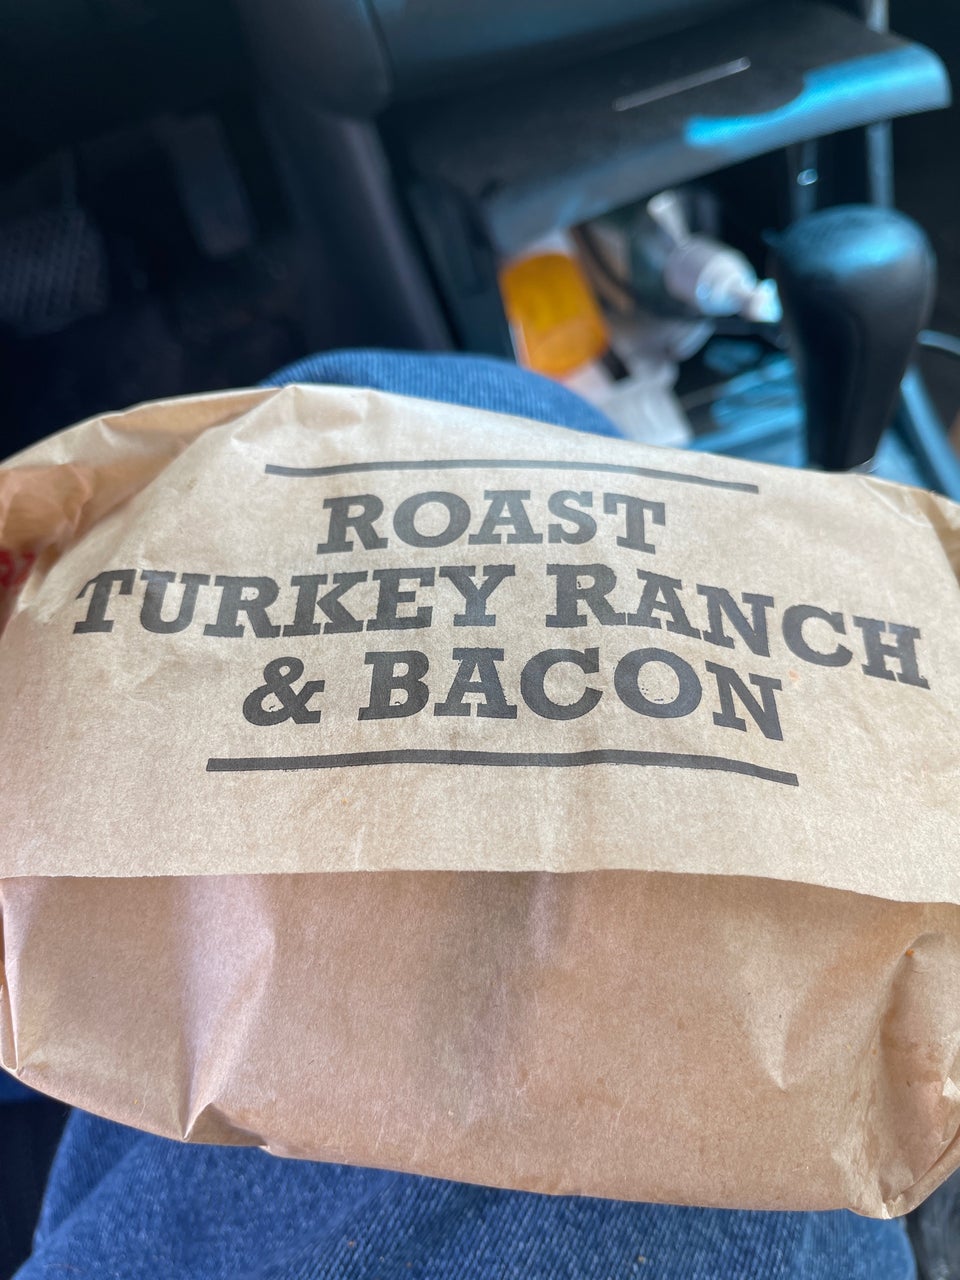 ROAST
TURKEY RANCH
& BACON